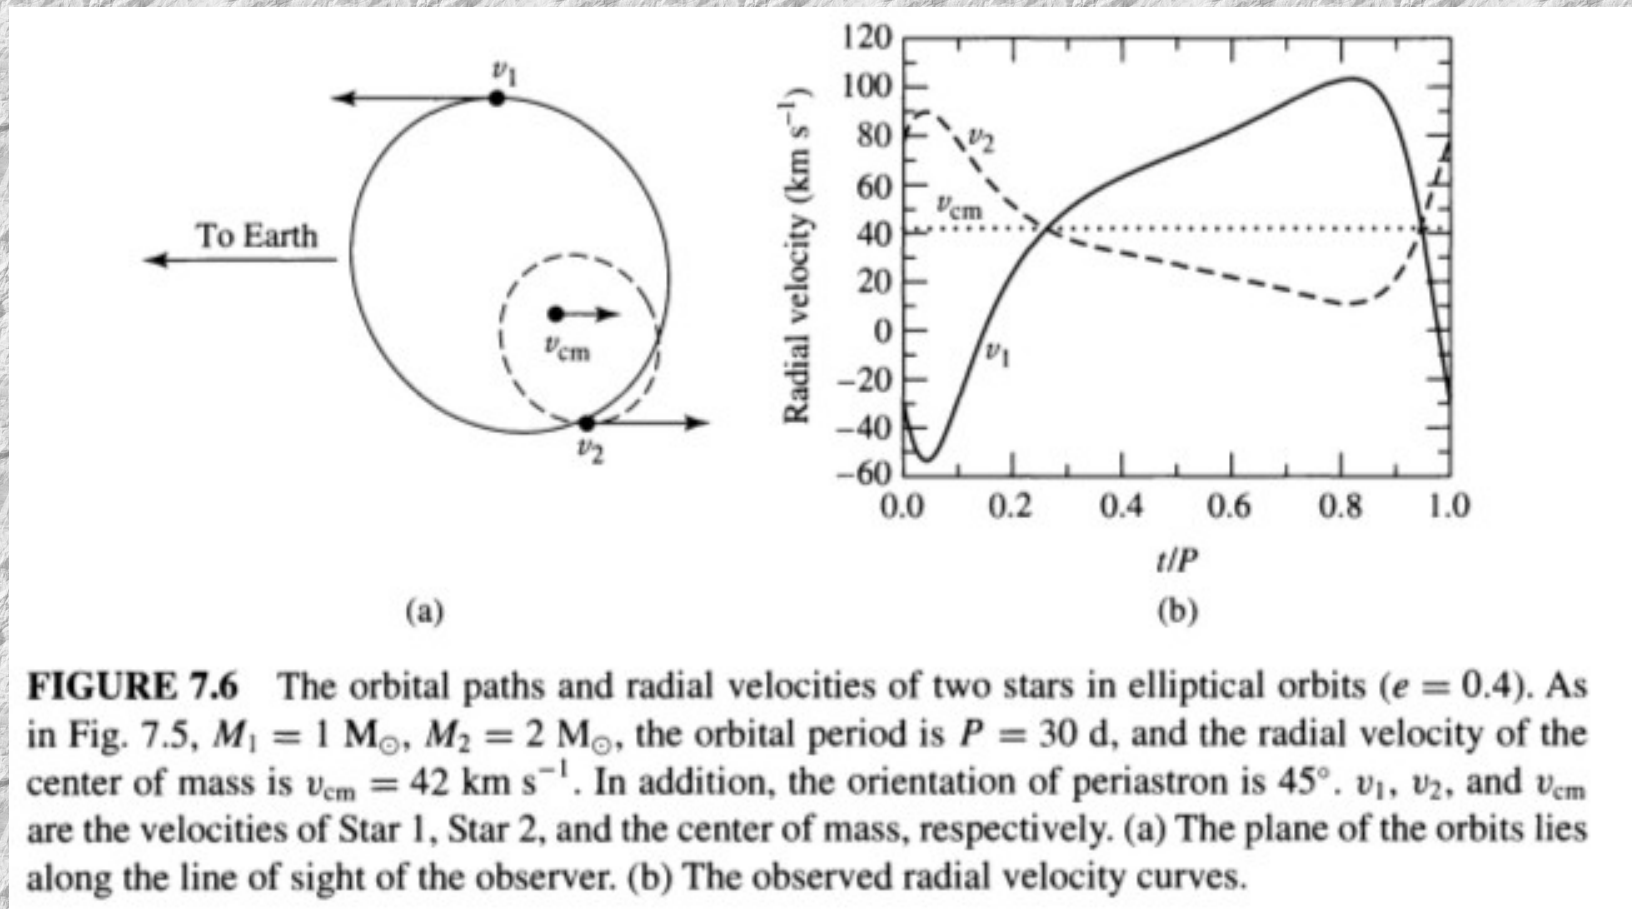 v₁
To Earth
v_cm
v₂
(a)
Radial velocity (km s⁻¹)
120
100
80
60
40
20
0
−20
−40
−60
v₂
v_cm
v₁
0.0 0.2 0.4 0.6 0.8 1.0
t/P
(b)
FIGURE 7.6 The orbital paths and radial velocities of two stars in elliptical orbits (e = 0.4). As
in Fig. 7.5, M₁ = 1 M⊙, M₂ = 2 M⊙, the orbital period is P = 30 d, and the radial velocity of the
center of mass is v_cm = 42 km s⁻¹. In addition, the orientation of periastron is 45°. v₁, v₂, and v_cm
are the velocities of Star 1, Star 2, and the center of mass, respectively. (a) The plane of the orbits lies
along the line of sight of the observer. (b) The observed radial velocity curves.